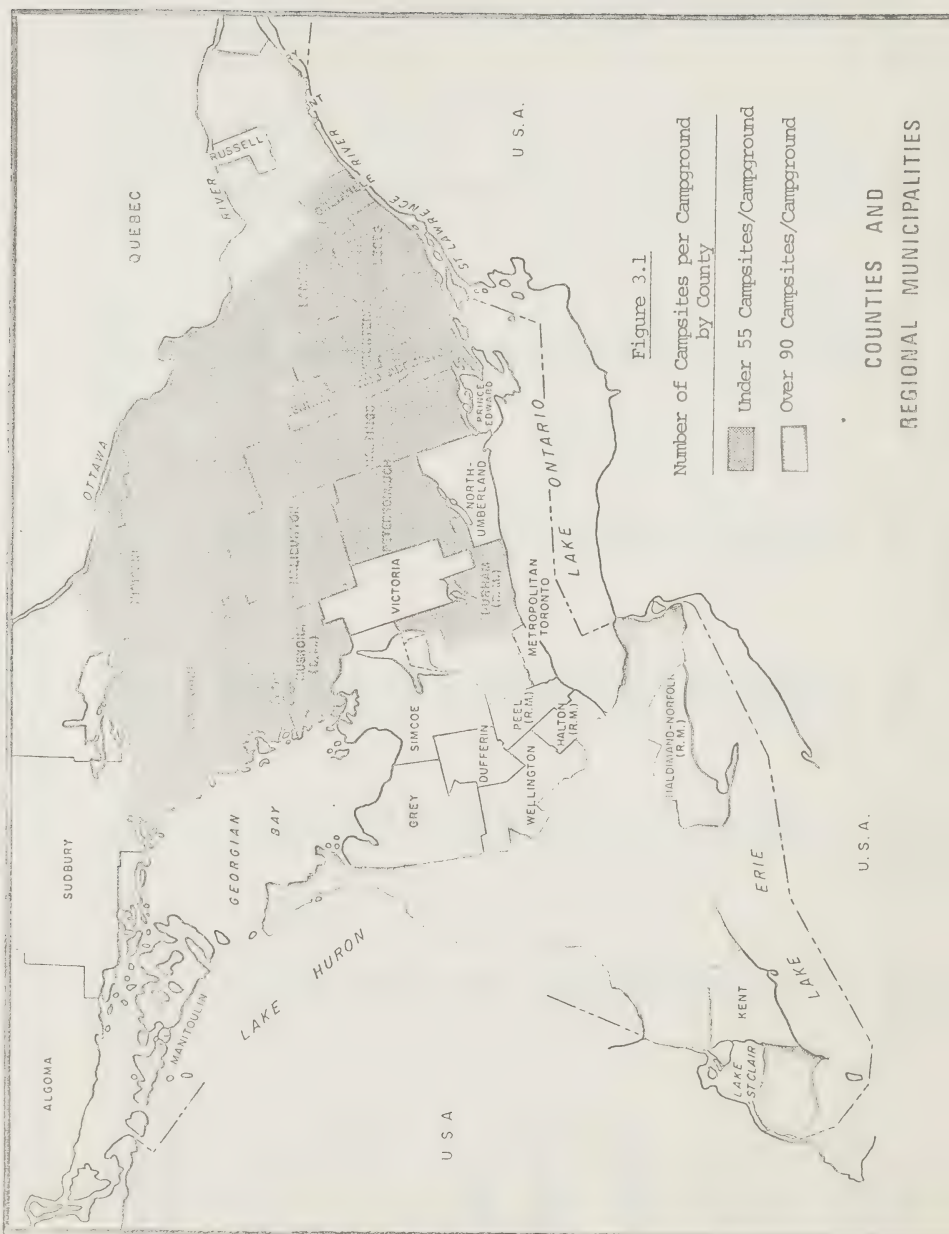 Figure 3.1
Number of Campsites per Campground
by County
Under 55 Campsites/Campground
Over 90 Campsites/Campground
COUNTIES AND
REGIONAL MUNICIPALITIES
QUEBEC
OTTAWA
RIVER
RUSSELL
ST LAWRENCE
RIVER
U S.A.
ALGOMA
SUDBURY
MANITOULIN
GEORGIAN
BAY
LAKE HURON
MUSKOKA
HALIBURTON
VICTORIA
PETERBOROUGH
NORTH-
UMBERLAND
PRINCE
EDWARD
DURHAM
(R.M.)
METROPOLITAN
TORONTO
LAKE ONTARIO
SIMCOE
GREY
DUFFERIN
PEEL
(R.M.)
HALTON
(R.M.)
WELLINGTON
HALDIMAND-NORFOLK
(R.M.)
KENT
LAKE
ST CLAIR
LAKE ERIE
U.S.A.
U S A